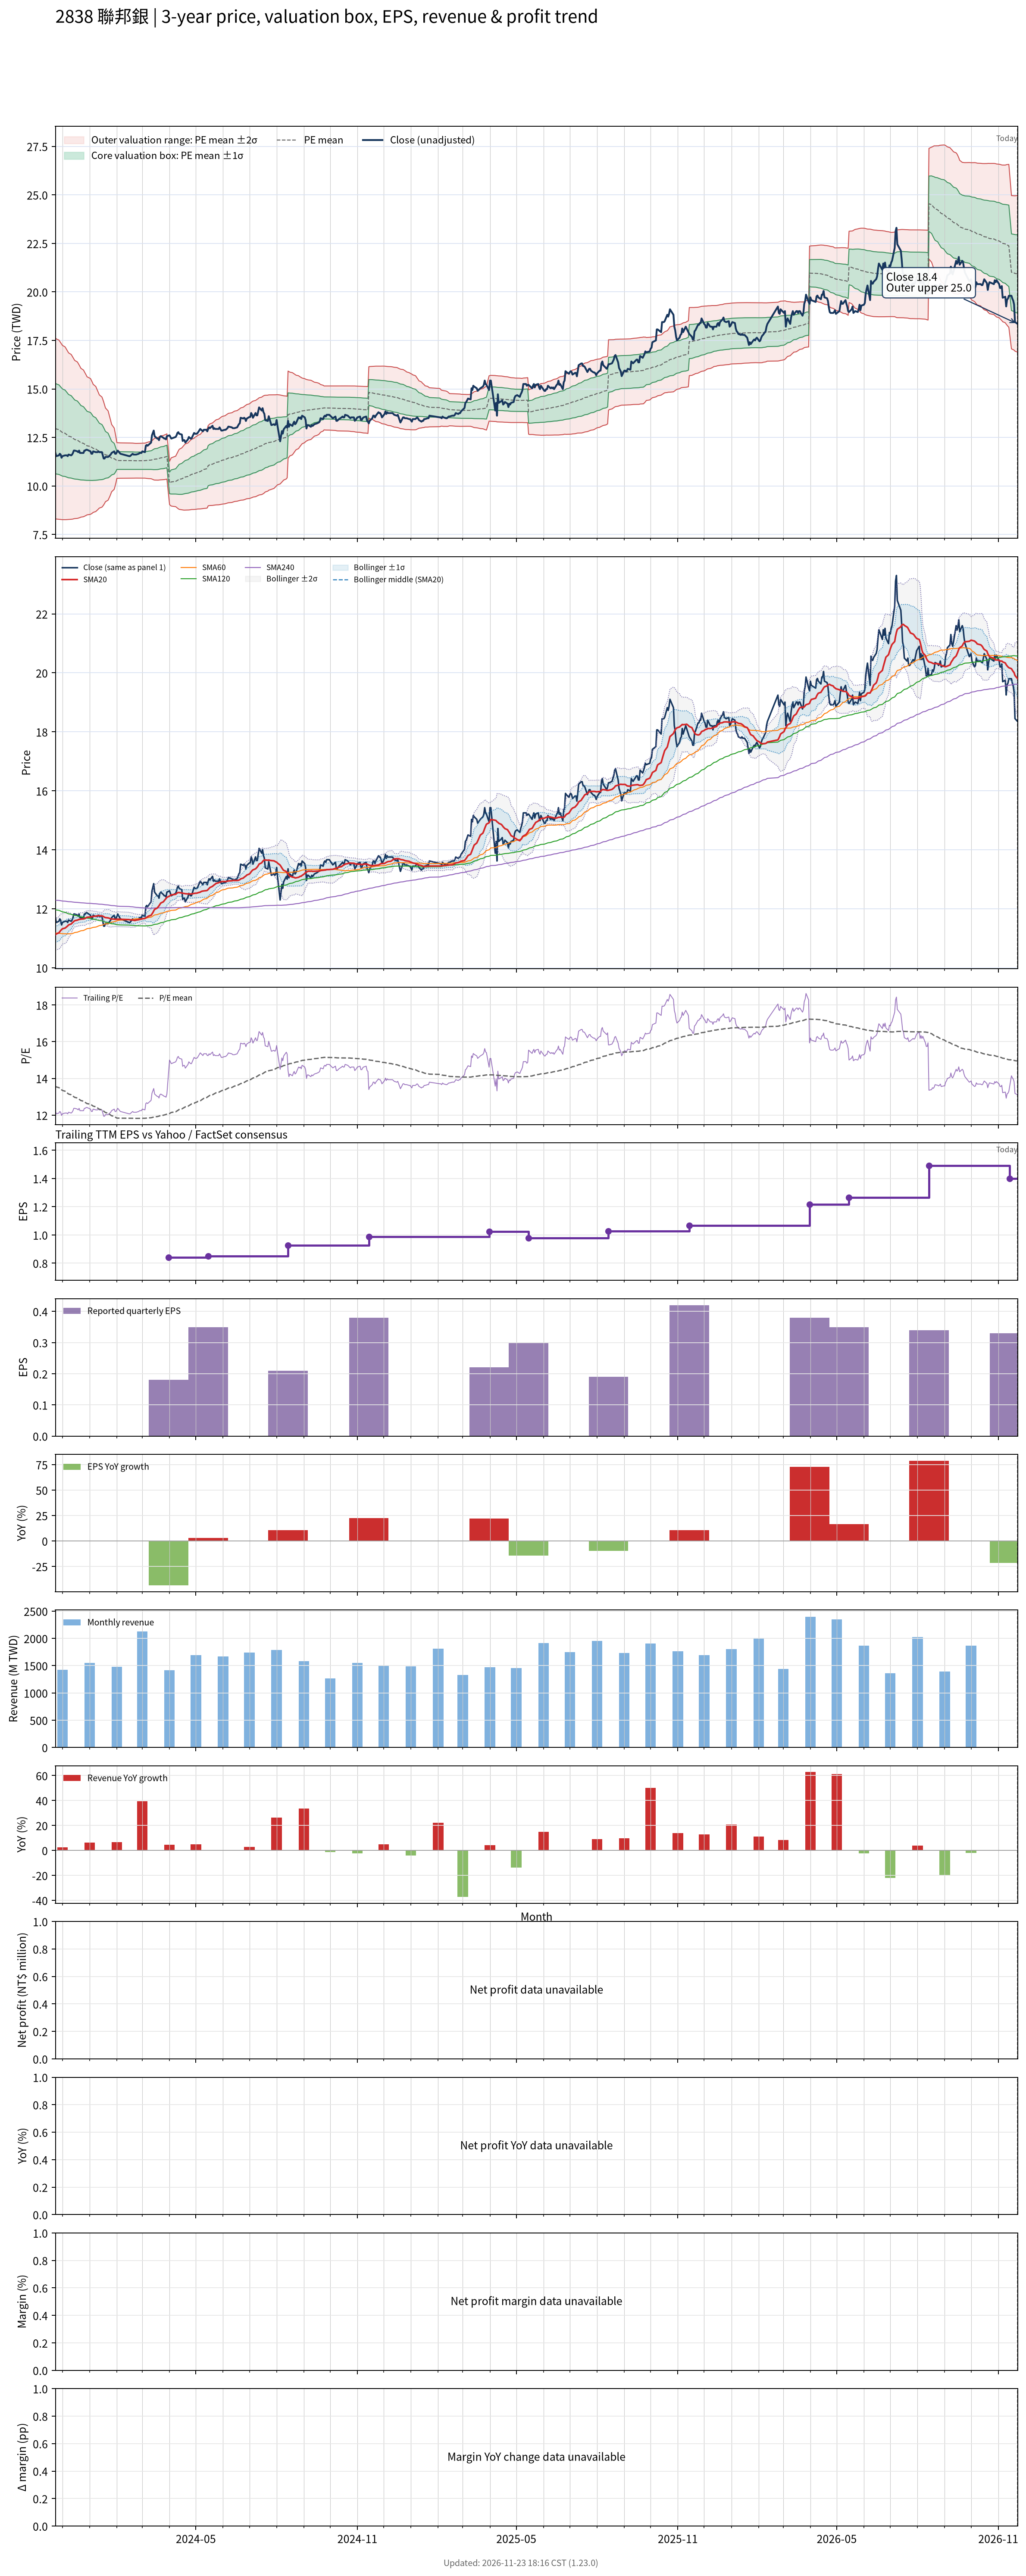 2838 聯邦銀 | 3-year price, valuation box, EPS, revenue & profit trend
Outer valuation range: PE mean ±2σ
Core valuation box: PE mean ±1σ
PE mean
Close (unadjusted)
Today
Close 18.4
Outer upper 25.0
Price (TWD)
27.5
25.0
22.5
20.0
17.5
15.0
12.5
10.0
7.5
Close (same as panel 1)
SMA20
SMA60
SMA120
SMA240
Bollinger ±2σ
Bollinger ±1σ
Bollinger middle (SMA20)
Price
22
20
18
16
14
12
10
Trailing P/E
P/E mean
P/E
18
16
14
12
Trailing TTM EPS vs Yahoo / FactSet consensus
Today
EPS
1.6
1.4
1.2
1.0
0.8
Reported quarterly EPS
EPS
0.4
0.3
0.2
0.1
0.0
EPS YoY growth
YoY (%)
75
50
25
0
-25
Monthly revenue
Revenue (M TWD)
2500
2000
1500
1000
500
0
Revenue YoY growth
YoY (%)
60
40
20
0
-20
-40
Month
Net profit (NT$ million)
1.0
0.8
0.6
0.4
0.2
0.0
Net profit data unavailable
YoY (%)
1.0
0.8
0.6
0.4
0.2
0.0
Net profit YoY data unavailable
Margin (%)
1.0
0.8
0.6
0.4
0.2
0.0
Net profit margin data unavailable
Δ margin (pp)
1.0
0.8
0.6
0.4
0.2
0.0
Margin YoY change data unavailable
2024-05
2024-11
2025-05
2025-11
2026-05
2026-11
Updated: 2026-11-23 18:16 CST (1.23.0)